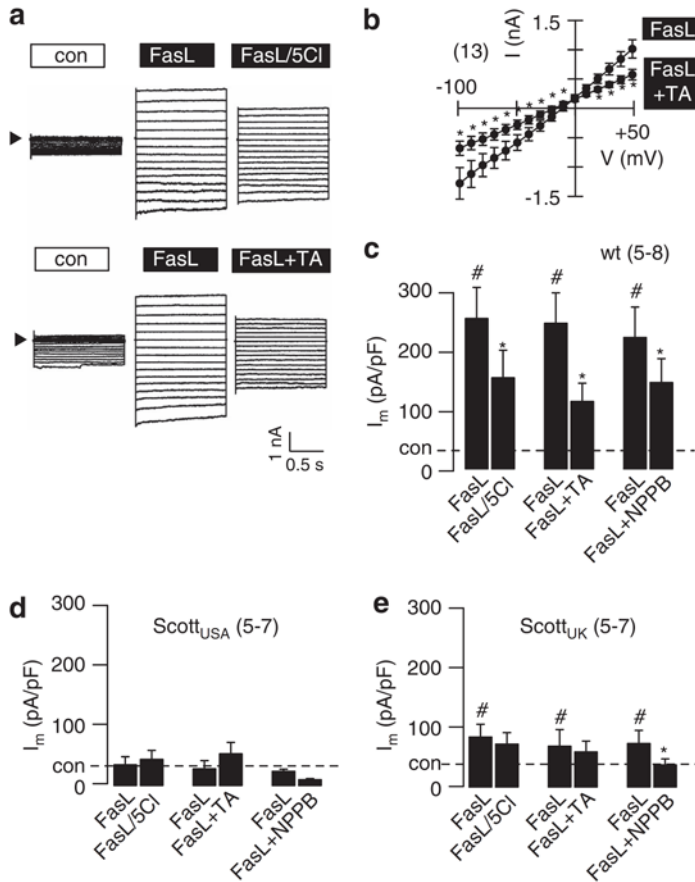 a
con FasL FasL/5Cl
con FasL FasL+TA
1 nA
0.5 s
b
I (nA)
1.5
FasL
(13)
-100
FasL
+TA
* * * * * * * * * * * * *
+50
V (mV)
-1.5
c
wt (5-8)
# # #
* * *
300
200
100
con
0
I_m (pA/pF)
FasL
FasL/5Cl
FasL
FasL+TA
FasL
FasL+NPPB
d
Scott_USA (5-7)
300
200
100
con
0
I_m (pA/pF)
FasL
FasL/5Cl
FasL
FasL+TA
FasL
FasL+NPPB
e
Scott_UK (5-7)
# # #
*
300
200
100
con
0
I_m (pA/pF)
FasL
FasL/5Cl
FasL
FasL+TA
FasL
FasL+NPPB